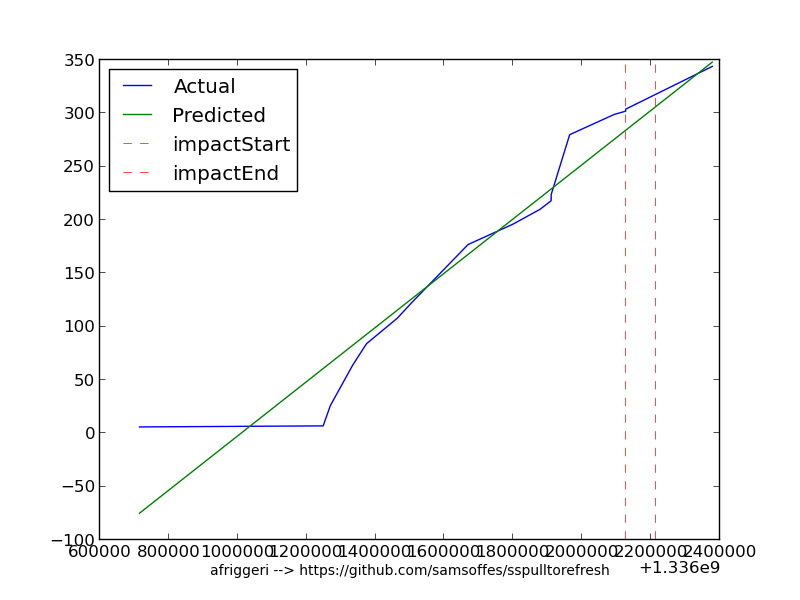 350
300
250
200
150
100
50
0
−50
−100
Actual
Predicted
impactStart
impactEnd
600000 800000 1000000 1200000 1400000 1600000 1800000 2000000 2200000 2400000
+1.336e9
afriggeri --> https://github.com/samsoffes/sspulltorefresh